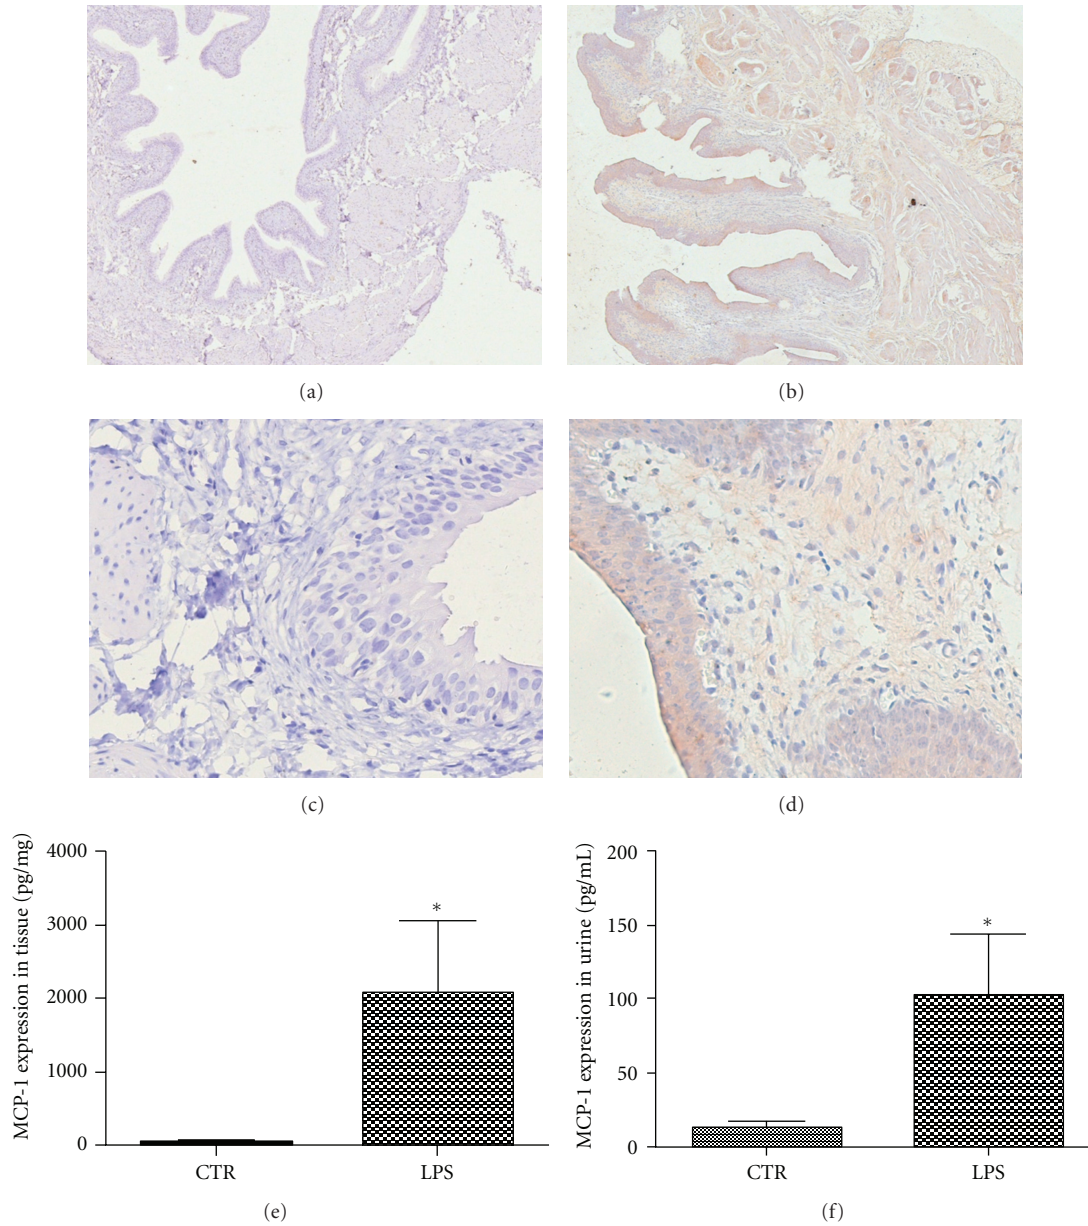 (a)
(b)
(c)
(d)
MCP-1 expression in tissue (pg/mg)
4000
3000
2000
1000
0
*
CTR
LPS
(e)
MCP-1 expression in urine (pg/mL)
200
150
100
50
0
*
CTR
LPS
(f)